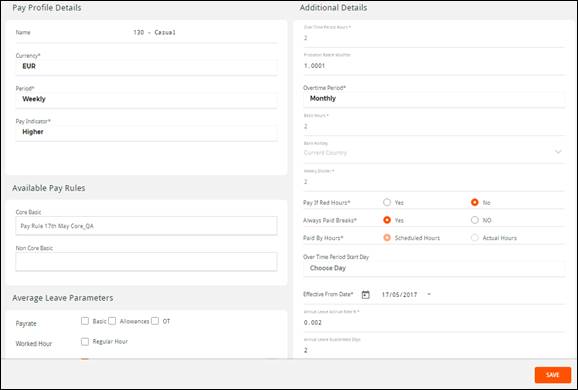 Pay Profile Details
Name 130 - Casual
Currency*
EUR
Period*
Weekly
Pay Indicator*
Higher
Available Pay Rules
Core Basic
Pay Rule 17th May Core_QA
Non Core Basic
Average Leave Parameters
Payrate Basic Allowances OT
Worked Hour Regular Hour
Additional Details
Over Time Period Hours *
2
1.0001
Overtime Period*
Monthly
Basic Hours *
2
Bank Holiday
Current Country
Weekly Divisor *
2
Pay If Red Hours* Yes No
Always Paid Breaks* Yes NO
Paid By Hours* Scheduled Hours Actual Hours
Over Time Period Start Day
Choose Day
Effective From Date* 17/05/2017
Annual Leave Accrual Rate % *
0.002
Annual Leave Guaranteed Days
2
SAVE